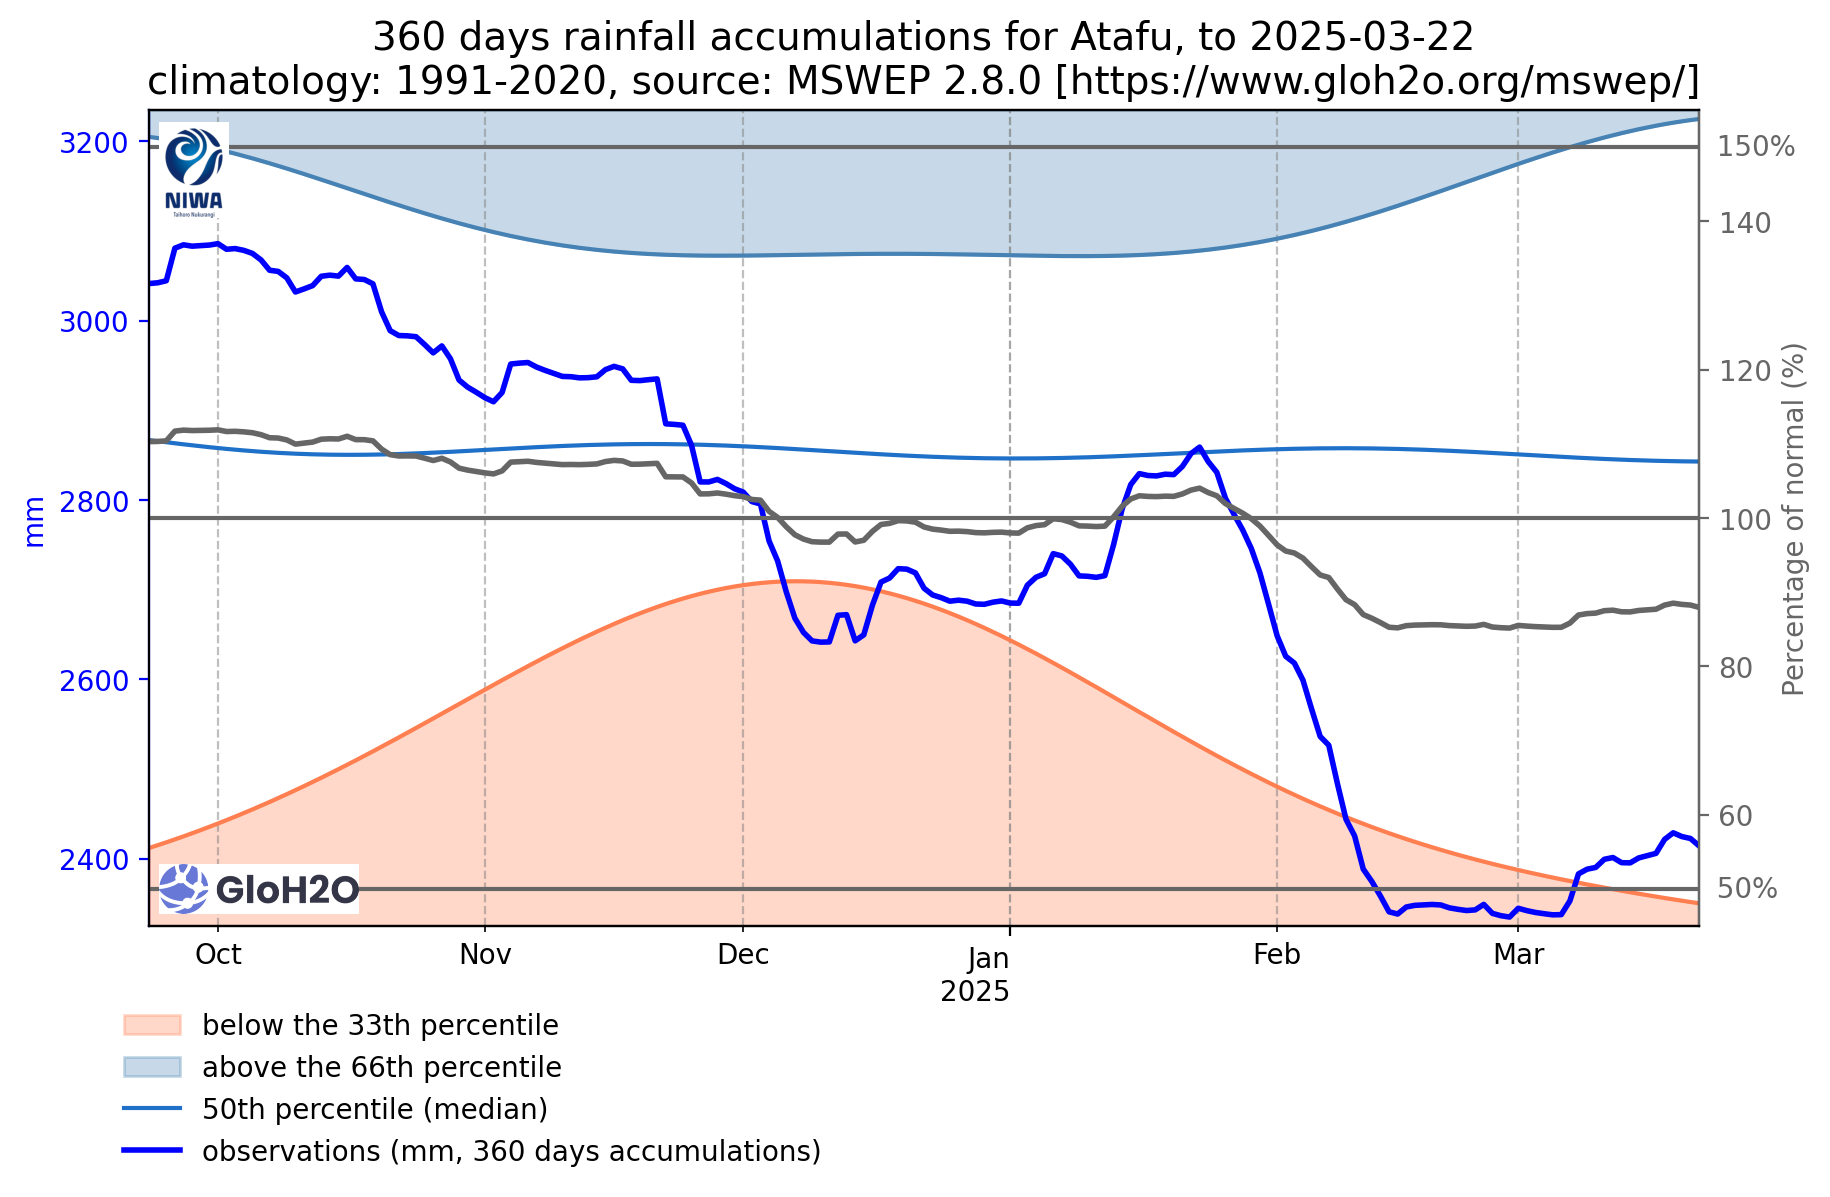 360 days rainfall accumulations for Atafu, to 2025-03-22
climatology: 1991-2020, source: MSWEP 2.8.0 [https://www.gloh2o.org/mswep/]
NIWA
Taihoro Nukurangi
3200
3000
2800
2600
2400
mm
150%
140
120
100
80
60
50%
Percentage of normal (%)
GloH2O
Oct
Nov
Dec
Jan
2025
Feb
Mar
below the 33th percentile
above the 66th percentile
50th percentile (median)
observations (mm, 360 days accumulations)